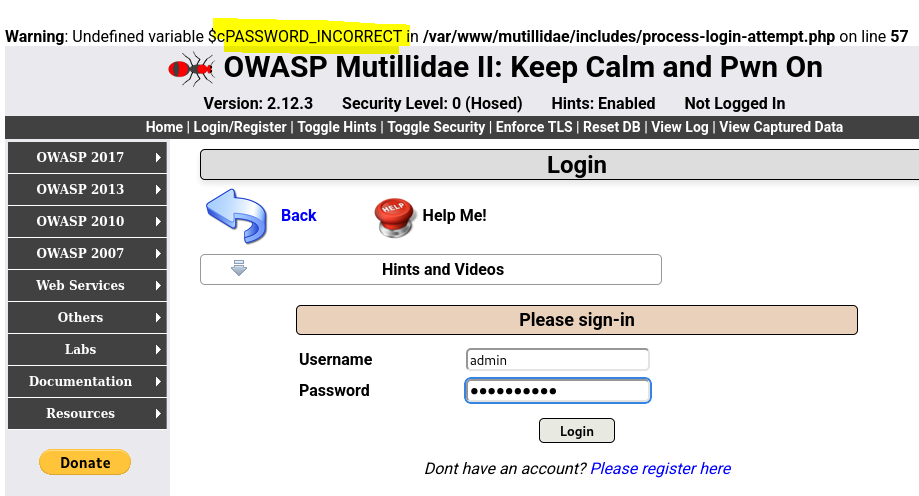 Warning: Undefined variable $cPASSWORD_INCORRECT in /var/www/mutillidae/includes/process-login-attempt.php on line 57
OWASP Mutillidae II: Keep Calm and Pwn On
Version: 2.12.3 Security Level: 0 (Hosed) Hints: Enabled Not Logged In
Home | Login/Register | Toggle Hints | Toggle Security | Enforce TLS | Reset DB | View Log | View Captured Data
OWASP 2017
OWASP 2013
OWASP 2010
OWASP 2007
Web Services
Others
Labs
Documentation
Resources
Donate
Login
Back
HELP
Help Me!
Hints and Videos
Please sign-in
Username admin
Password ●●●●●●●●●●
Login
Dont have an account? Please register here